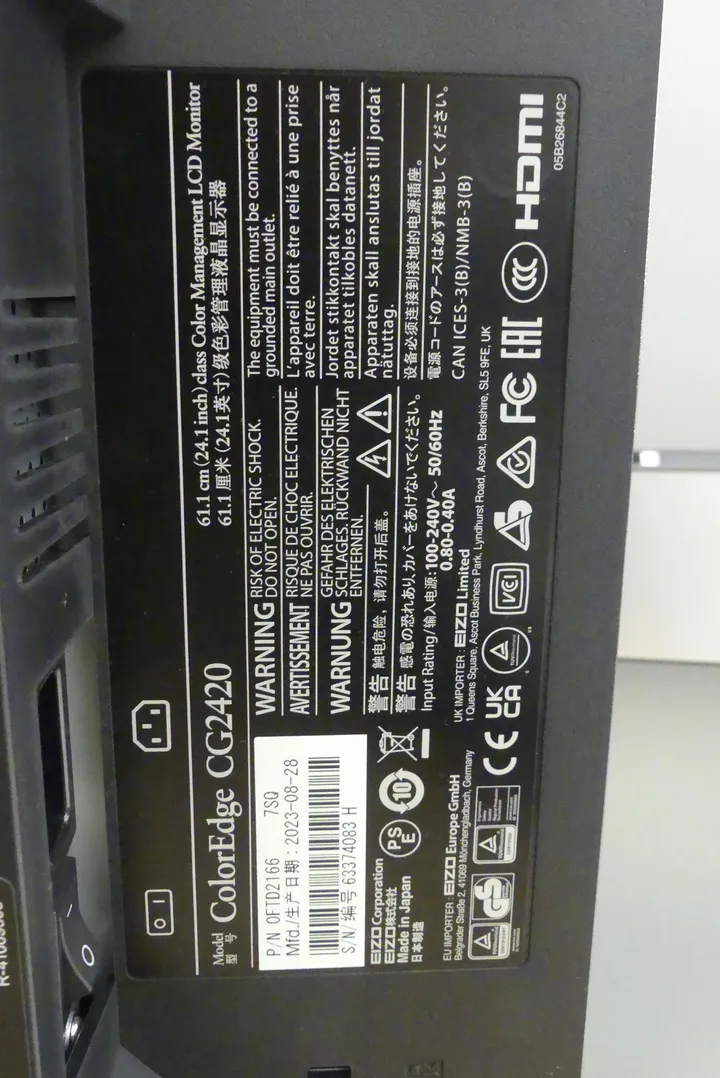 Model
型 号
ColorEdge CG2420
61.1 cm (24.1 inch) class Color Management LCD Monitor
61.1 厘米 (24.1英寸) 级色彩管理液晶显示器
P/N 0FTD2166 7SQ
Mfd./生产日期：2023-08-28
S/N/编号 63374083 H
EIZO Corporation
EIZO株式会社
Made in Japan
日本制造
PS
E
10
WARNING
RISK OF ELECTRIC SHOCK.
DO NOT OPEN.
AVERTISSEMENT
RISQUE DE CHOC ELECTRIQUE.
NE PAS OUVRIR.
WARNUNG
GEFAHR DES ELEKTRISCHEN
SCHLAGES. RÜCKWAND NICHT
ENTFERNEN.
警告 触电危险，请勿打开后盖。
警告 感電の恐れあり、カバーをあけないでください。
Input Rating/输入电源：100-240V～ 50/60Hz
0.80-0.40A
The equipment must be connected to a
grounded main outlet.
L'appareil doit être relié à une prise
avec terre.
Jordet stikkontakt skal benyttes når
apparatet tilkobles datanett.
Apparaten skall anslutas till jordat
nätuttag.
设备必须连接到接地的电源插座。
電源コードのアースは必ず接地してください。
CAN ICES-3(B)/NMB-3(B)
EU IMPORTER : EIZO Europe GmbH
Belgrader Straße 2, 41069 Mönchengladbach, Germany
UK IMPORTER : EIZO Limited
1 Queens Square, Ascot Business Park, Lyndhurst Road, Ascot, Berkshire, SL5 9FE, UK
GS
CE
UK
CA
VCI
FC
EAC
CCC
HDMI
05B26844C2